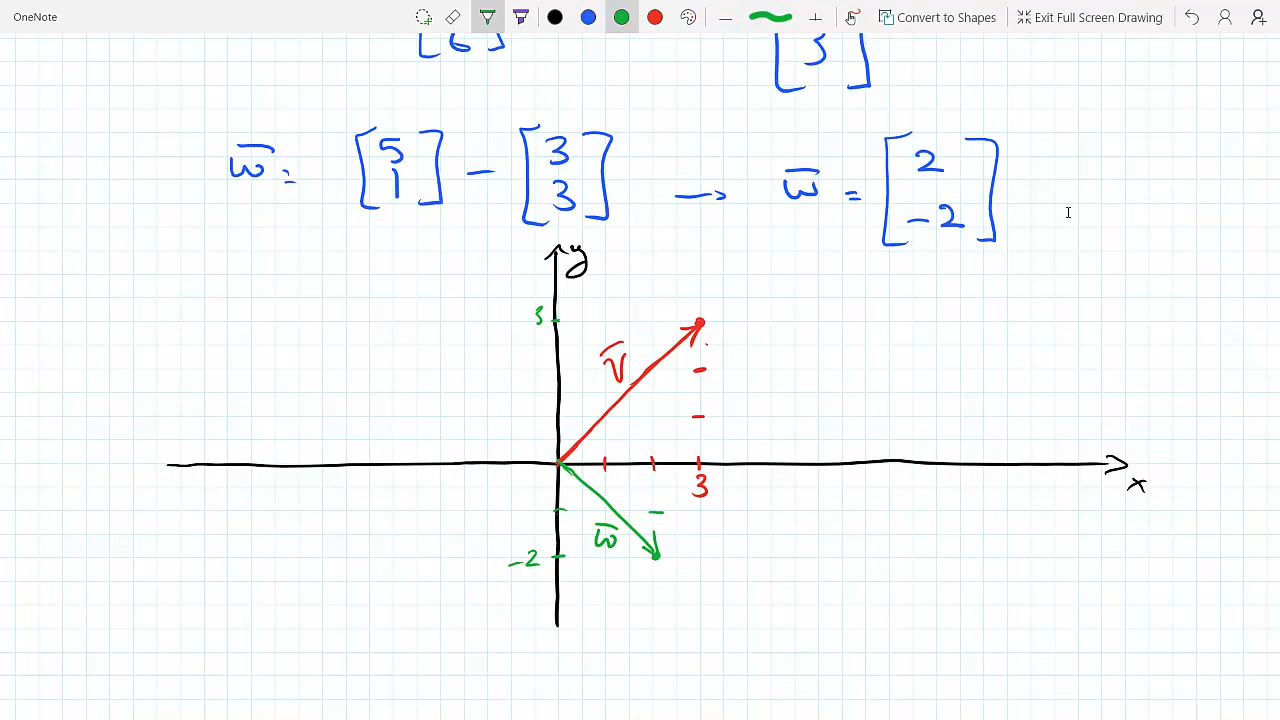 OneNote
Convert to Shapes
Exit Full Screen Drawing
w̅ = [5 1] − [3 3] → w̅ = [2 −2]
y
3
v̅
3
x
w̅
−2